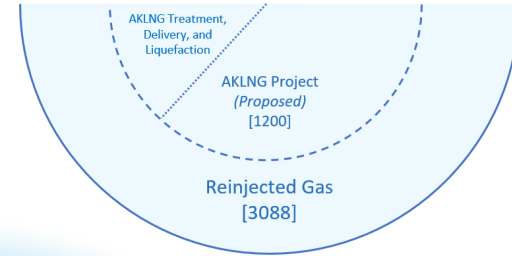 AKLNG Treatment,
Delivery, and
Liquefaction
AKLNG Project
(Proposed)
[1200]
Reinjected Gas
[3088]